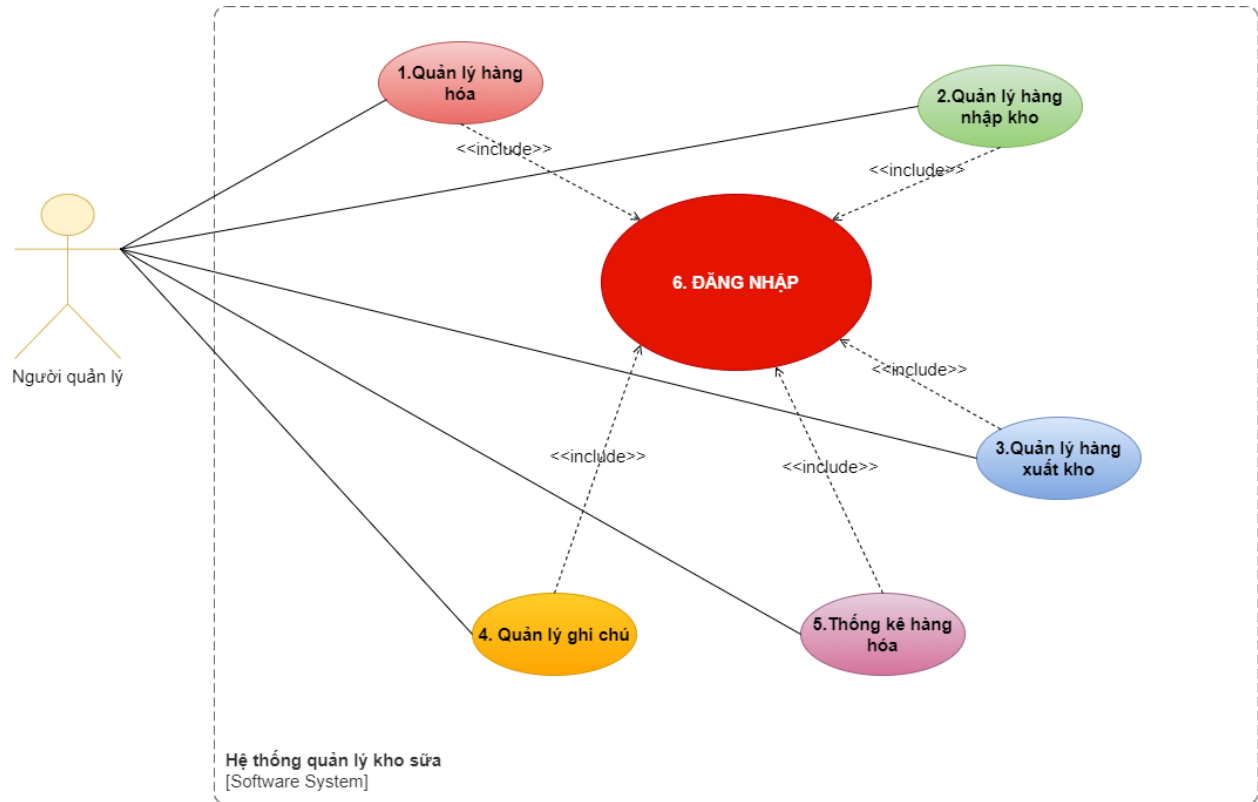 1.Quản lý hàng
hóa
2.Quản lý hàng
nhập kho
<<include>>
<<include>>
6. ĐĂNG NHẬP
Người quản lý
<<include>>
3.Quản lý hàng
xuất kho
<<include>>
<<include>>
4. Quản lý ghi chú
5.Thống kê hàng
hóa
Hệ thống quản lý kho sữa
[Software System]